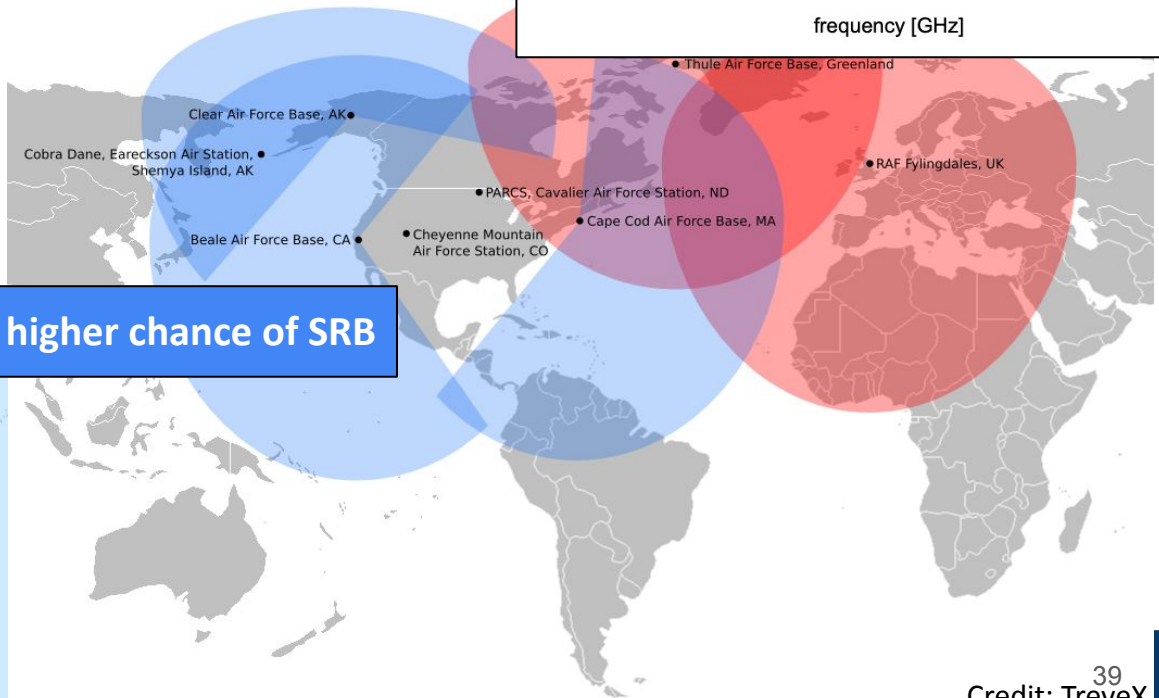 frequency [GHz]
Thule Air Force Base, Greenland
Clear Air Force Base, AK
Cobra Dane, Eareckson Air Station,
Shemya Island, AK
RAF Fylingdales, UK
PARCS, Cavalier Air Force Station, ND
Cape Cod Air Force Base, MA
Beale Air Force Base, CA
Cheyenne Mountain
Air Force Station, CO
higher chance of SRB
39
Credit: TreveX